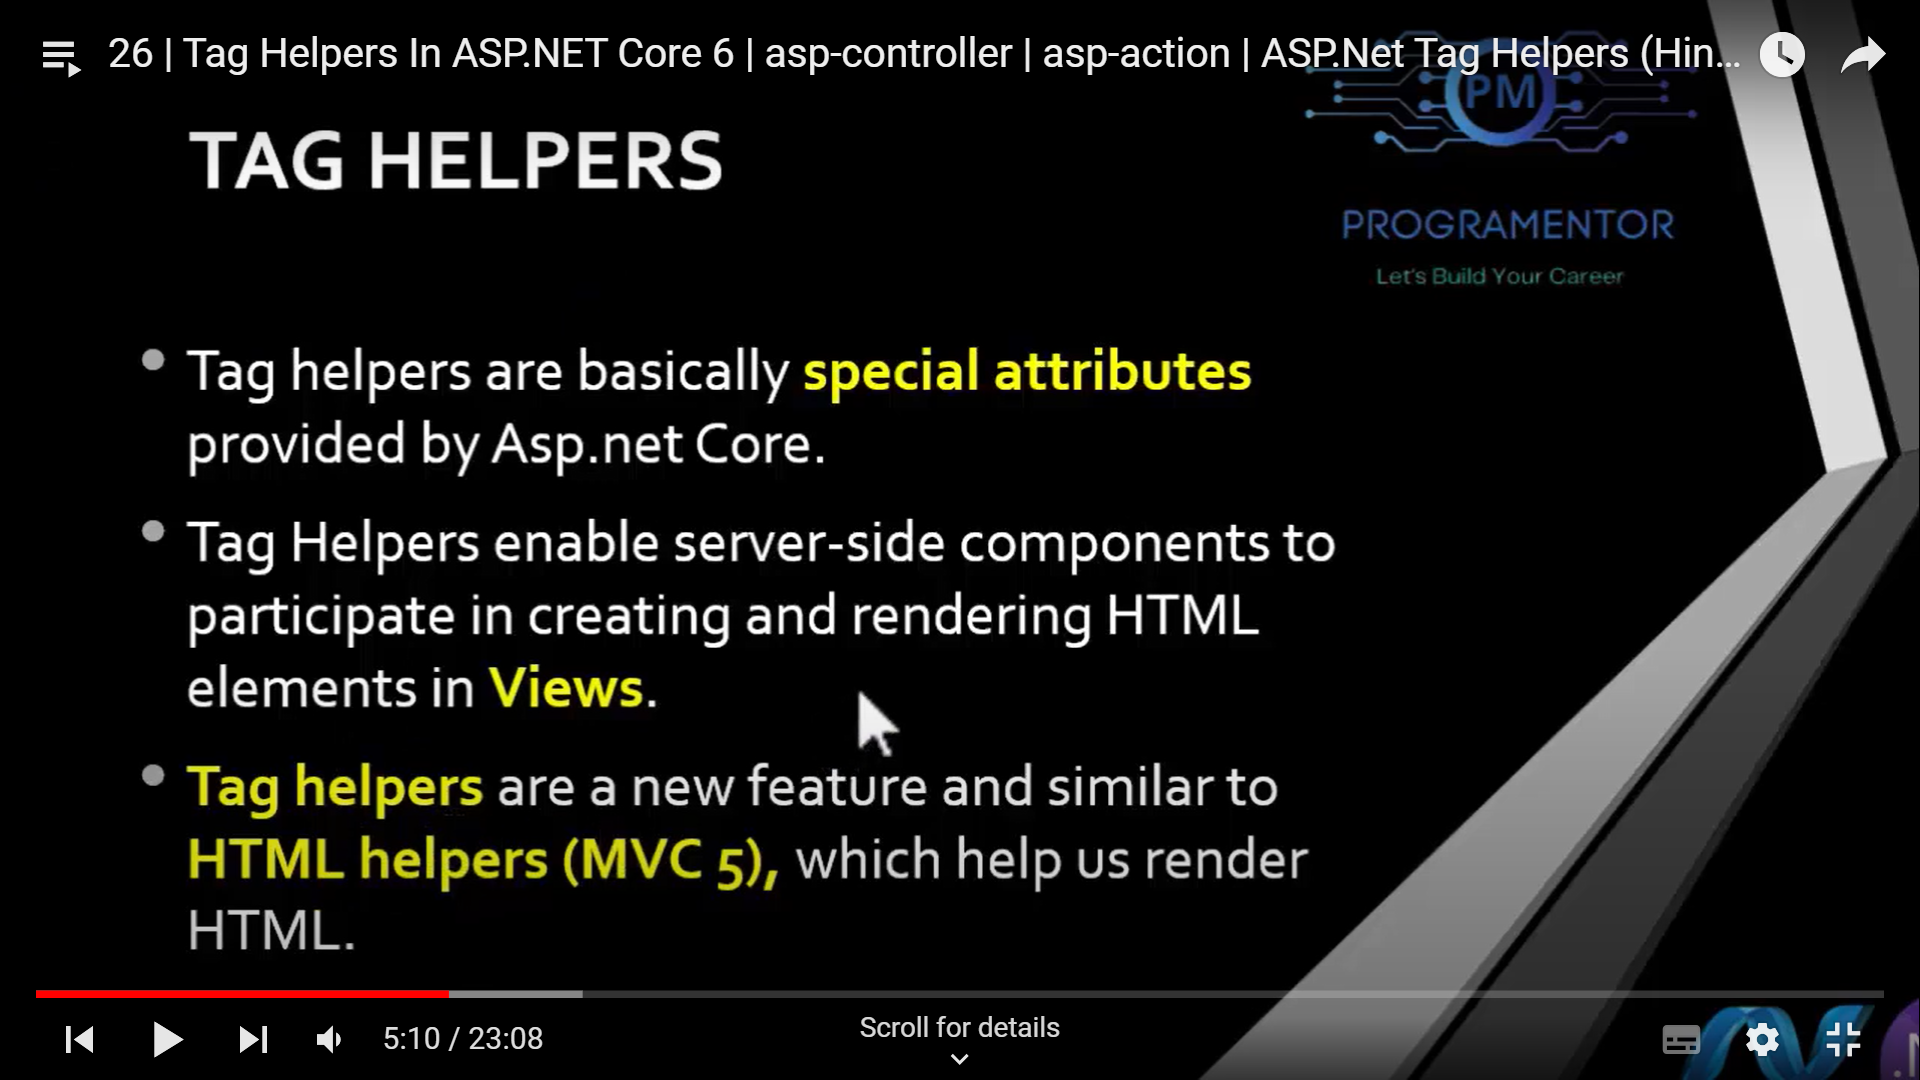 26 | Tag Helpers In ASP.NET Core 6 | asp-controller | asp-action | ASP.Net Tag Helpers (Hin...
PM
TAG HELPERS
PROGRAMENTOR
Let's Build Your Career
Tag helpers are basically special attributes
provided by Asp.net Core.
Tag Helpers enable server-side components to
participate in creating and rendering HTML
elements in Views.
Tag helpers are a new feature and similar to
HTML helpers (MVC 5), which help us render
HTML.
5:10 / 23:08
Scroll for details